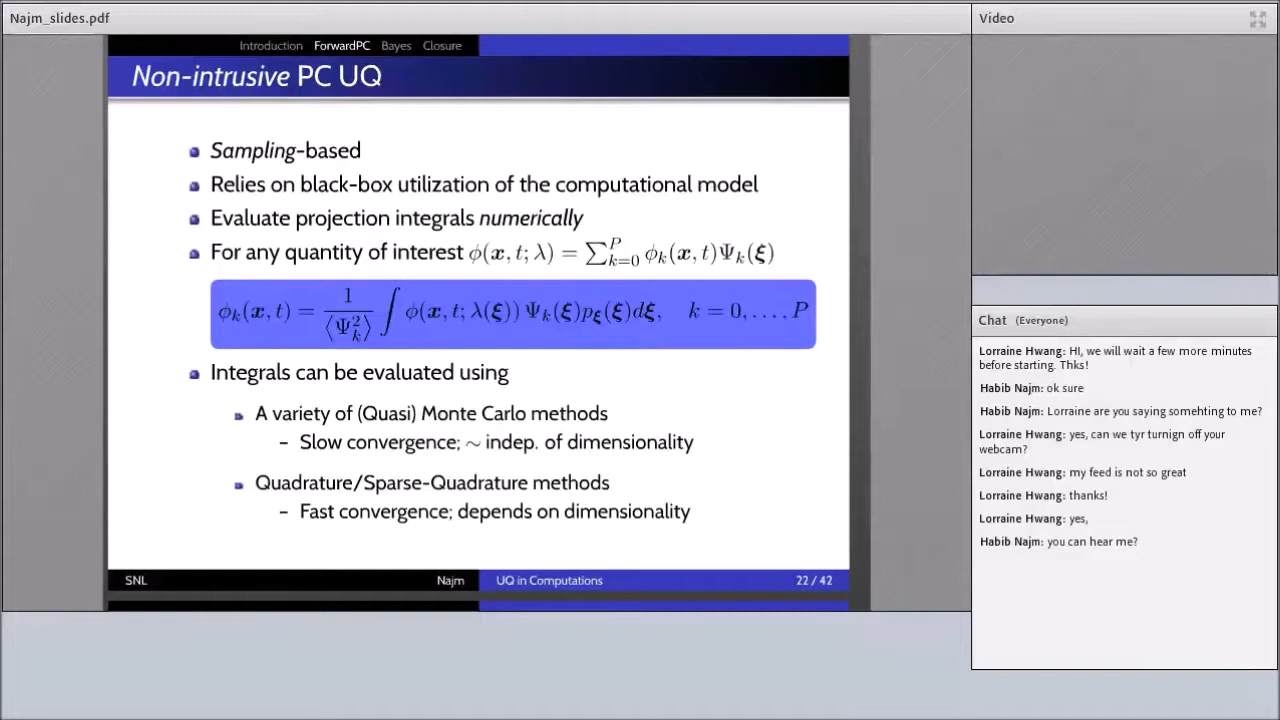 Najm_slides.pdf
Introduction ForwardPC Bayes Closure
Non-intrusive PC UQ
Sampling-based
Relies on black-box utilization of the computational model
Evaluate projection integrals numerically
For any quantity of interest ϕ(x, t; λ) = ∑_{k=0}^{P} ϕ_k(x, t)Ψ_k(ξ)
ϕ_k(x, t) = 1/⟨Ψ_k^2⟩ ∫ ϕ(x, t; λ(ξ)) Ψ_k(ξ)p_ξ(ξ)dξ, k = 0, . . . , P
Integrals can be evaluated using
A variety of (Quasi) Monte Carlo methods
– Slow convergence; ∼ indep. of dimensionality
Quadrature/Sparse-Quadrature methods
– Fast convergence; depends on dimensionality
SNL Najm UQ in Computations 22 / 42
Video
Chat (Everyone)
Lorraine Hwang: HI, we will wait a few more minutes
before starting. Thks!
Habib Najm: ok sure
Habib Najm: Lorraine are you saying somehting to me?
Lorraine Hwang: yes, can we tyr turnign off your
webcam?
Lorraine Hwang: my feed is not so great
Lorraine Hwang: thanks!
Lorraine Hwang: yes,
Habib Najm: you can hear me?